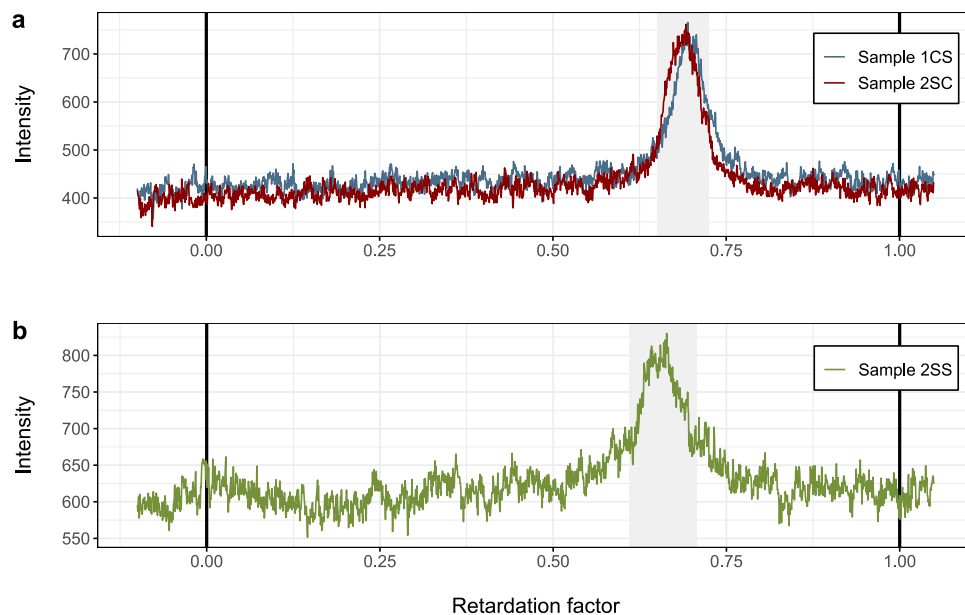 a
Intensity
700
600
500
400
Sample 1CS
Sample 2SC
0.00 0.25 0.50 0.75 1.00
b
Intensity
800
750
700
650
600
550
Sample 2SS
0.00 0.25 0.50 0.75 1.00
Retardation factor